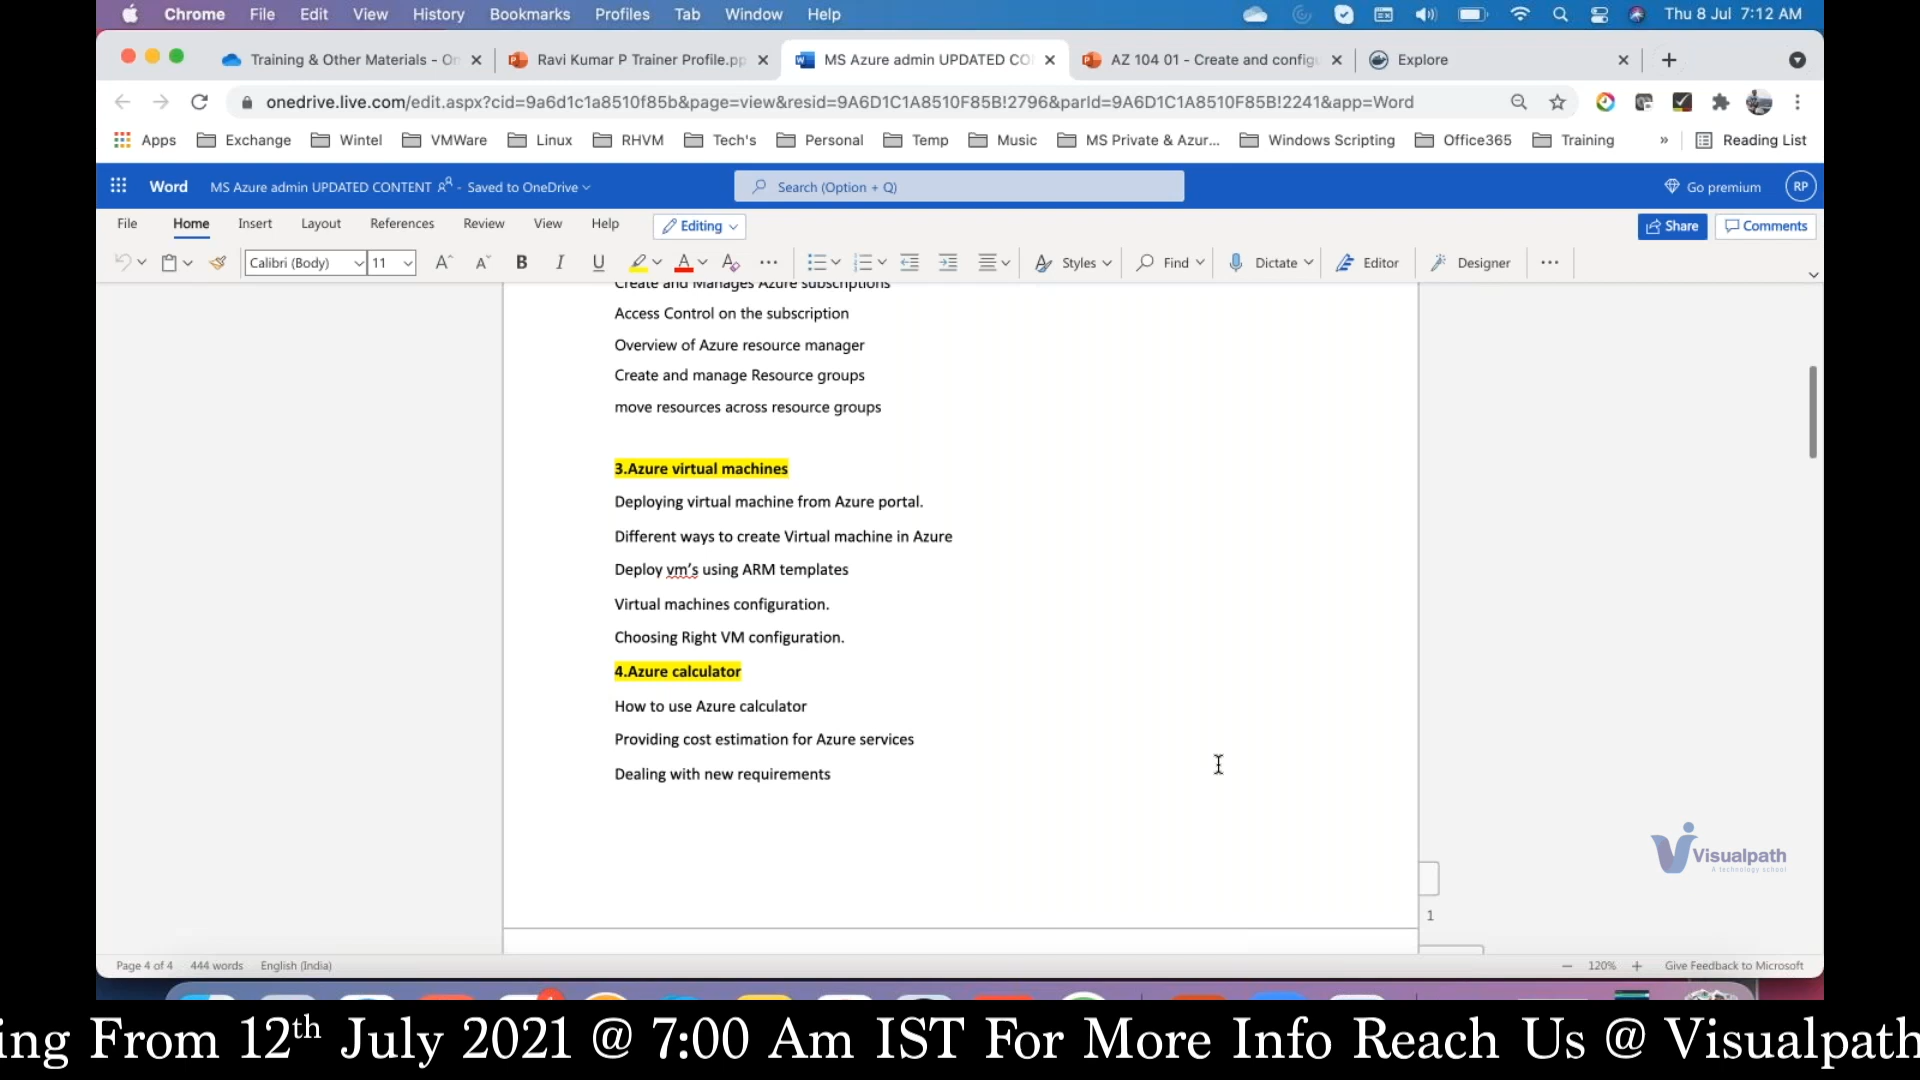 Chrome File Edit View History Bookmarks Profiles Tab Window Help Thu 8 Jul 7:12 AM
Training & Other Materials - On Ravi Kumar P Trainer Profile.pp MS Azure admin UPDATED CO AZ 104 01 - Create and config Explore
onedrive.live.com/edit.aspx?cid=9a6d1c1a8510f85b&page=view&resid=9A6D1C1A8510F85B!2796&parId=9A6D1C1A8510F85B!2241&app=Word
Apps Exchange Wintel VMWare Linux RHVM Tech's Personal Temp Music MS Private & Azur... Windows Scripting Office365 Training » Reading List
Word MS Azure admin UPDATED CONTENT - Saved to OneDrive Search (Option + Q) Go premium RP
File Home Insert Layout References Review View Help Editing Share Comments
Calibri (Body) 11 A A B I U A A ... Styles Find Dictate Editor Designer ...
Create and Manages Azure subscriptions
Access Control on the subscription
Overview of Azure resource manager
Create and manage Resource groups
move resources across resource groups
3.Azure virtual machines
Deploying virtual machine from Azure portal.
Different ways to create Virtual machine in Azure
Deploy vm's using ARM templates
Virtual machines configuration.
Choosing Right VM configuration.
4.Azure calculator
How to use Azure calculator
Providing cost estimation for Azure services
Dealing with new requirements
Visualpath
A technology school
1
Page 4 of 4 444 words English (India) − 120% + Give Feedback to Microsoft
ing From 12th July 2021 @ 7:00 Am IST For More Info Reach Us @ Visualpath